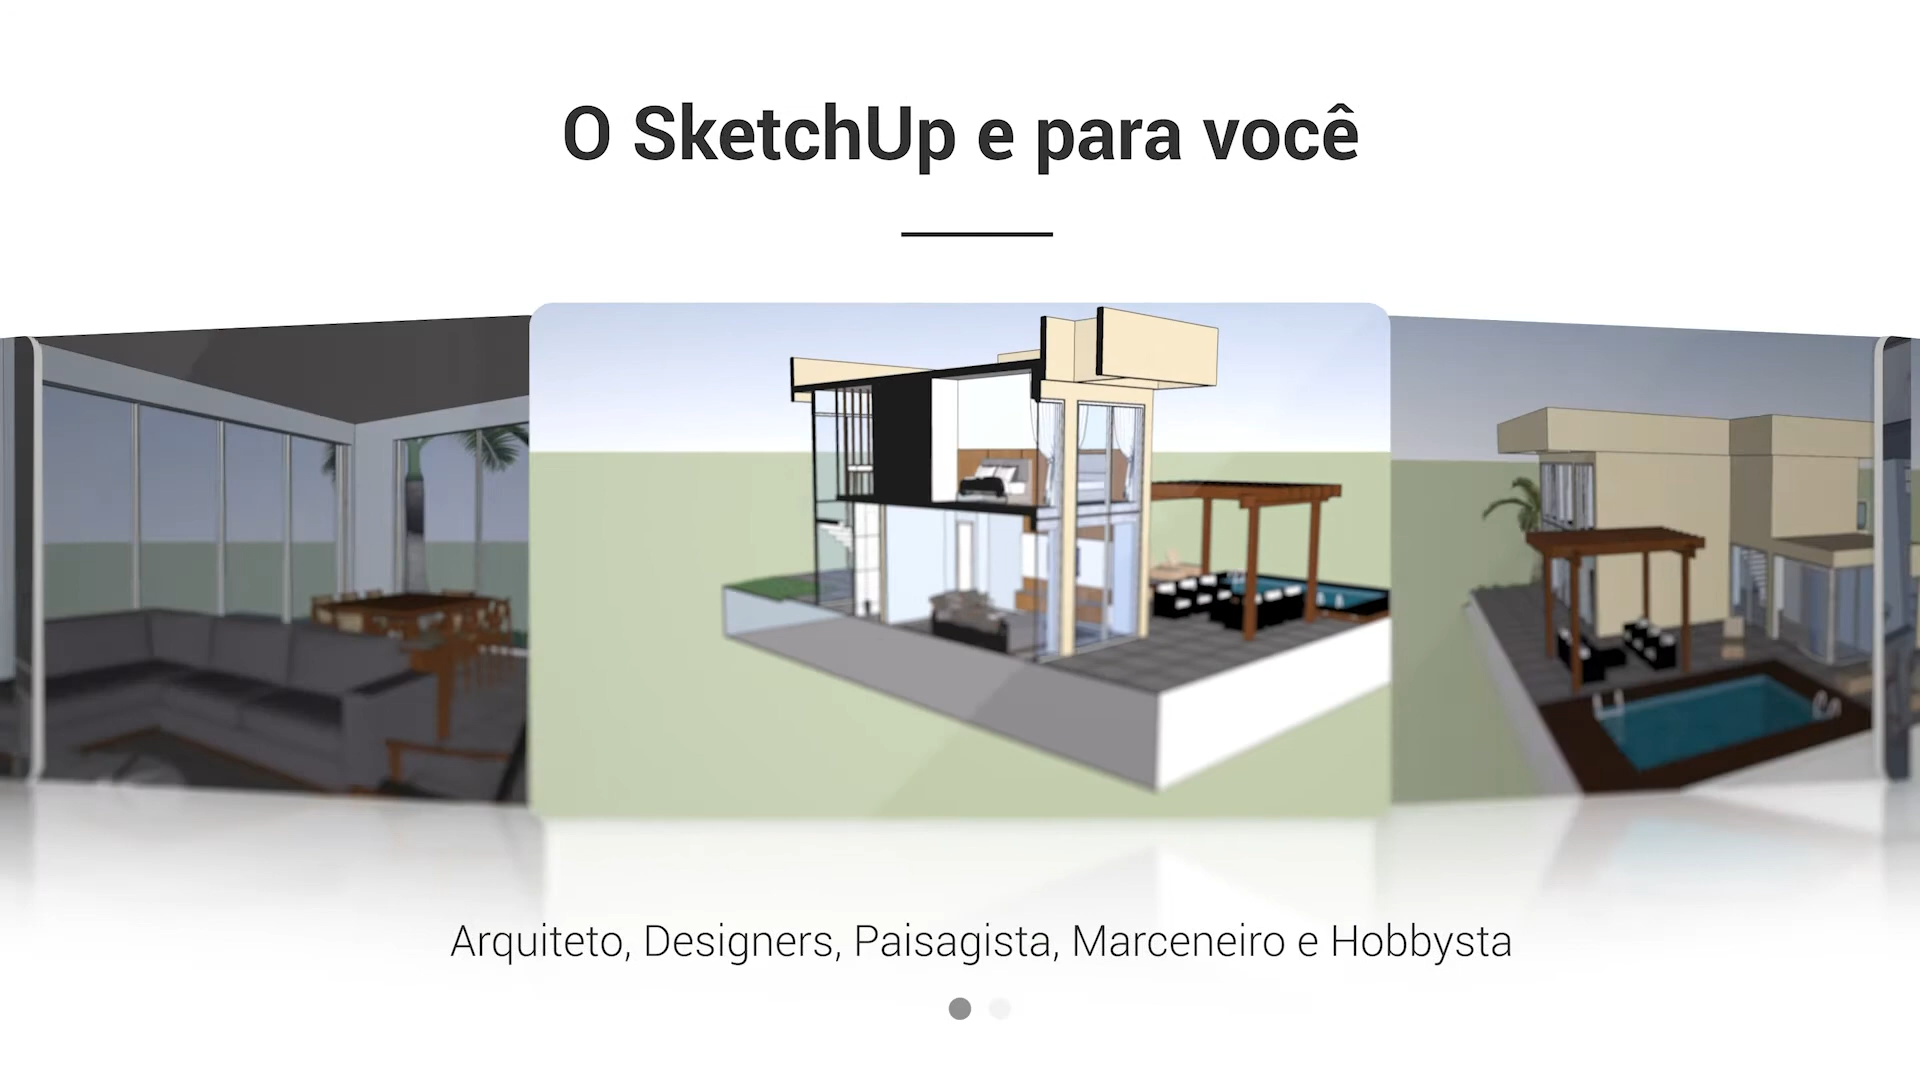 O SketchUp e para você
Arquiteto, Designers, Paisagista, Marceneiro e Hobbysta